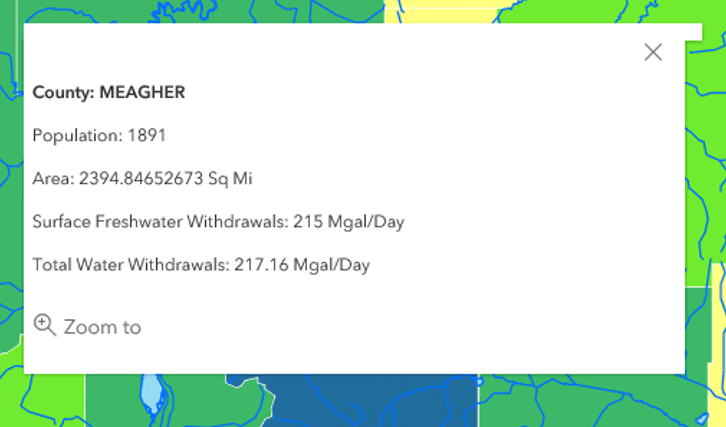 County: MEAGHER
Population: 1891
Area: 2394.84652673 Sq Mi
Surface Freshwater Withdrawals: 215 Mgal/Day
Total Water Withdrawals: 217.16 Mgal/Day
Zoom to